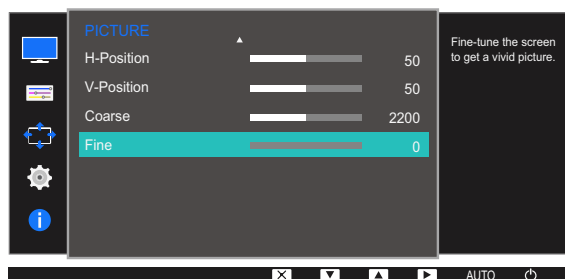 PICTURE
H-Position 50
V-Position 50
Coarse 2200
Fine 0
Fine-tune the screen
to get a vivid picture.
AUTO